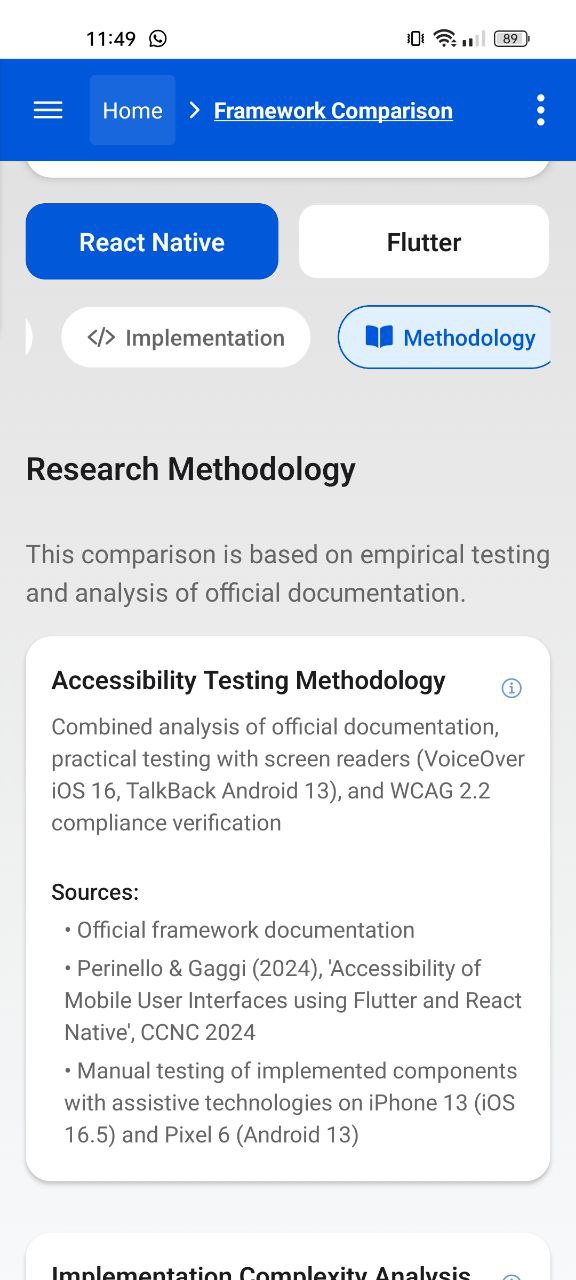 11:49
89
Home
Framework Comparison
React Native
Flutter
</> Implementation
Methodology
Research Methodology
This comparison is based on empirical testing
and analysis of official documentation.
Accessibility Testing Methodology
Combined analysis of official documentation,
practical testing with screen readers (VoiceOver
iOS 16, TalkBack Android 13), and WCAG 2.2
compliance verification
Sources:
• Official framework documentation
• Perinello & Gaggi (2024), 'Accessibility of
Mobile User Interfaces using Flutter and React
Native', CCNC 2024
• Manual testing of implemented components
with assistive technologies on iPhone 13 (iOS
16.5) and Pixel 6 (Android 13)
Implementation Complexity Analysis